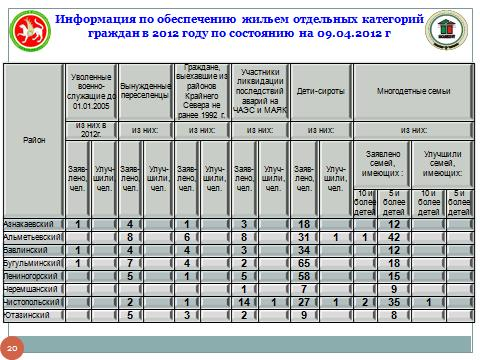 Информация по обеспечению жильем отдельных категорий
граждан в 2012 году по состоянию на 09.04.2012 г
Район
Уволенные
военно-
служащие до
01.01.2005
Вынужденные
переселенцы
Граждане,
выехавшие из
районов
Крайнего
Севера не
ранее 1992 г.
Участники
ликвидации
последствий
аварий на
ЧАЭС и МАЯК
Дети-сироты
Многодетные семьи
из них в
2012г.
из них:
из них:
из них:
из них:
из них:
Заяв-
лено,
чел.
Улуч-
шили,
чел.
Заяв-
лено,
чел.
Улуч-
шили,
чел.
Заяв-
лено,
чел.
Улуч-
шили,
чел.
Заяв-
лено,
чел.
Улуч-
шили,
чел.
Заяв-
лено,
чел.
Улуч-
шили,
чел.
Заявлено
семей,
имеющих :
Улучшили
семей,
имеющих:
10 и
более
детей
5 и
более
детей
10 и
более
детей
5 и
более
детей
Азнакаевский 1 4 1 3 18 12
Альметьевский 8 6 8 31 1 1 42
Бавлинский 1 4 4 3 34 12
Бугульминский 1 7 4 2 65 18
Лениногорский 5 1 5 58 15
Черемшанский 1 7 9
Чистопольский 2 1 14 1 27 1 2 35 1
Ютазинский 5 3 2 9 8
20